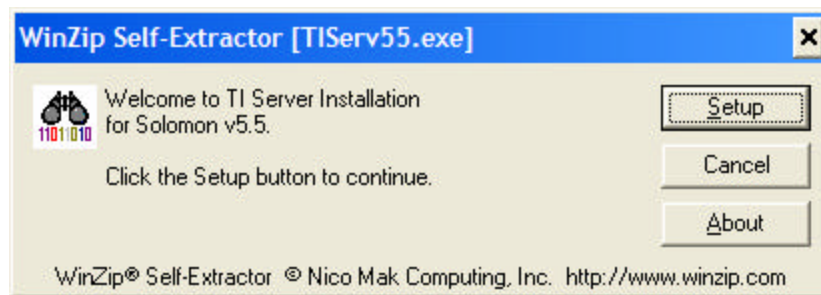 WinZip Self-Extractor [TIServ55.exe]
Welcome to TI Server Installation
for Solomon v5.5.
Click the Setup button to continue.
Setup
Cancel
About
11011010
WinZip® Self-Extractor © Nico Mak Computing, Inc. http://www.winzip.com